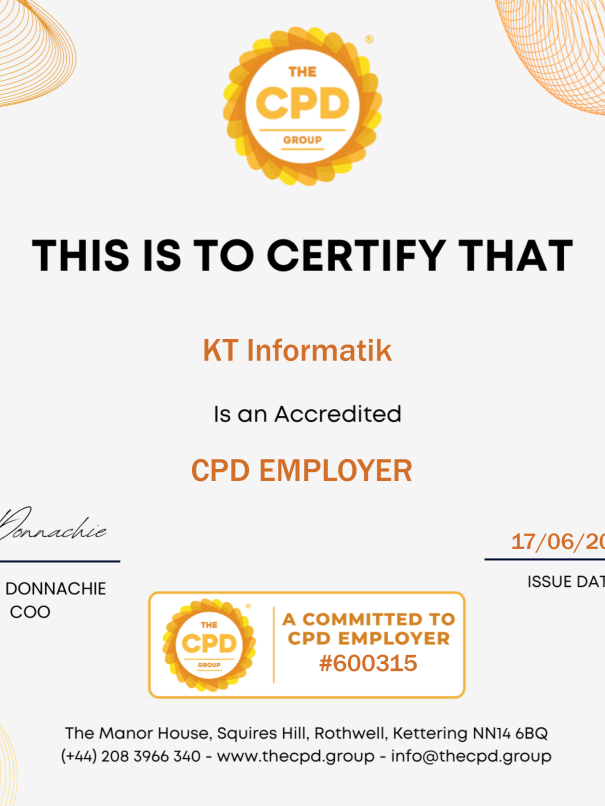 ®
THE
CPD
GROUP
THIS IS TO CERTIFY THAT
KT Informatik
Is an Accredited
CPD EMPLOYER
Donnachie
17/06/20
DONNACHIE
COO
ISSUE DAT
®
THE
CPD
GROUP
A COMMITTED TO
CPD EMPLOYER
#600315
The Manor House, Squires Hill, Rothwell, Kettering NN14 6BQ
(+44) 208 3966 340 - www.thecpd.group - info@thecpd.group